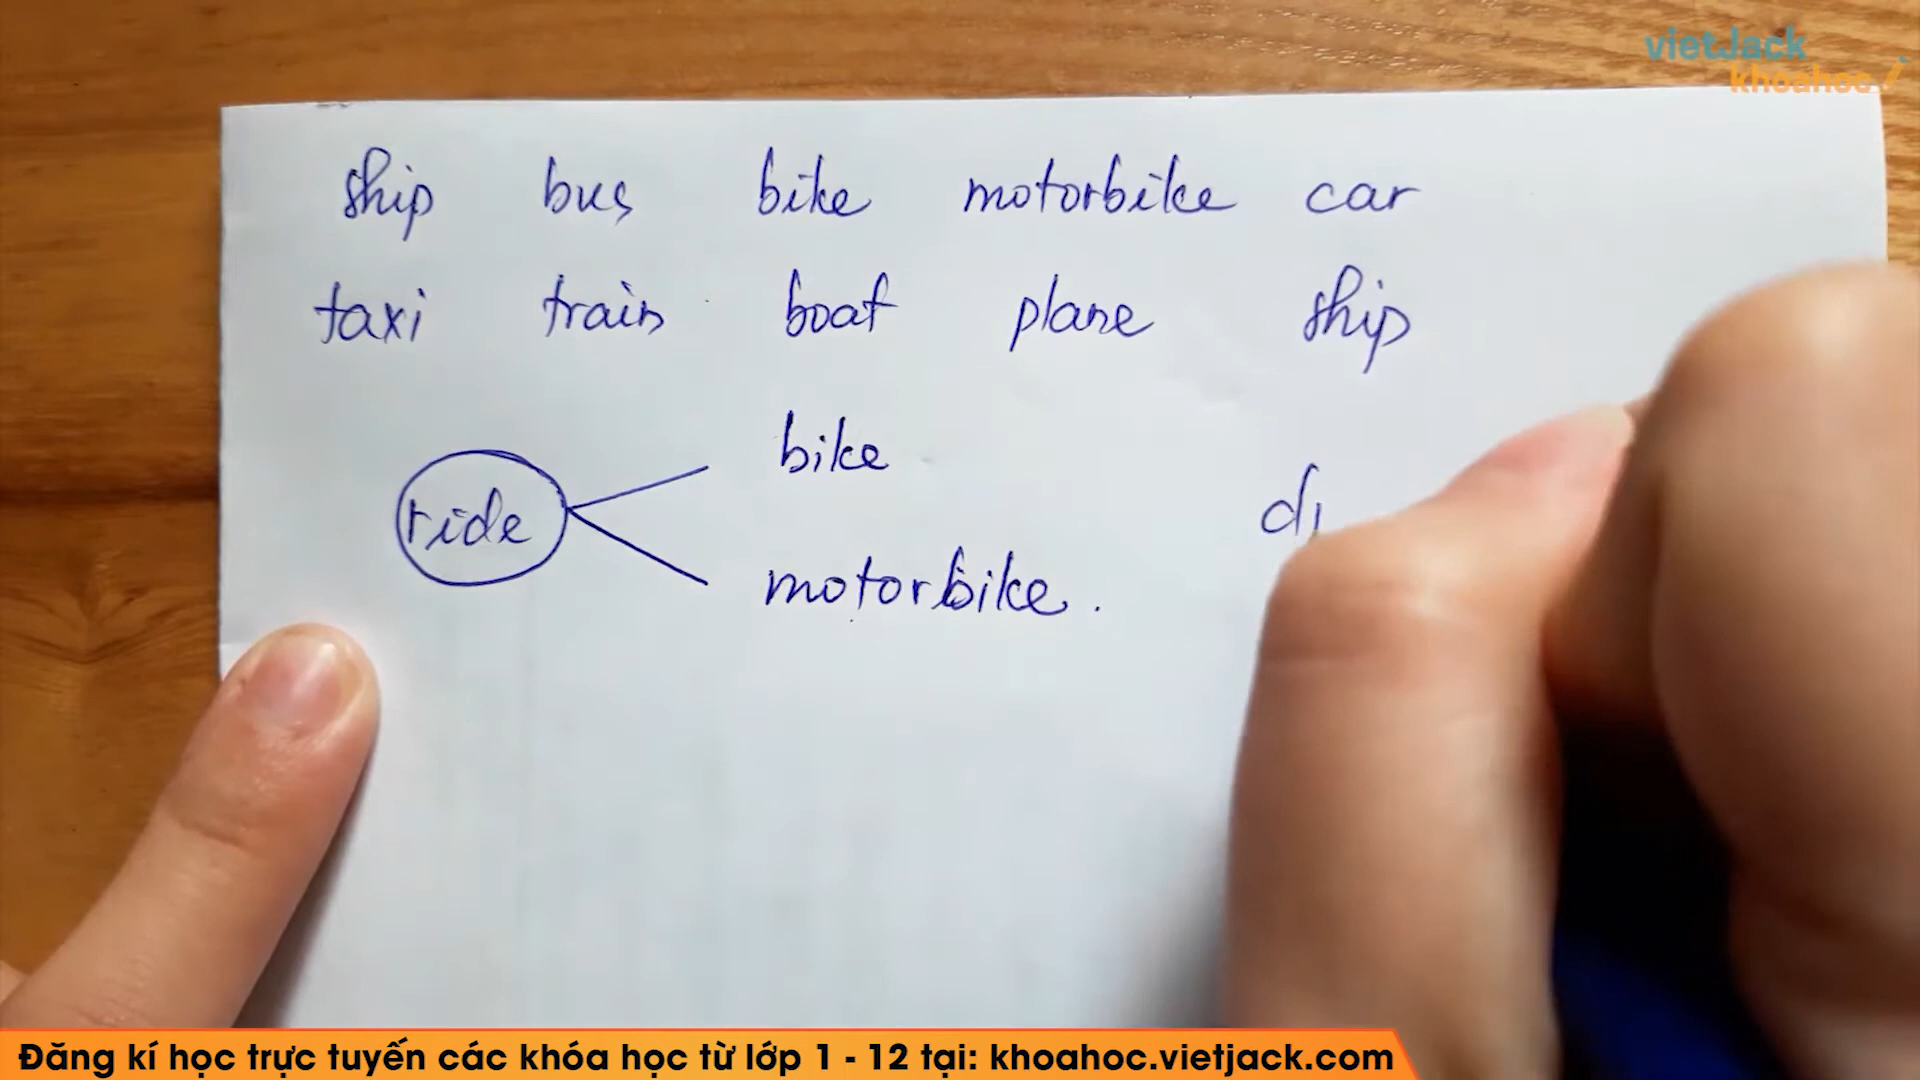 vietJack
khoahoc
ship bus bike motorbike car
taxi train boat plane ship
bike
ride
motorbike.
Đăng kí học trực tuyến các khóa học từ lớp 1 - 12 tại: khoahoc.vietjack.com